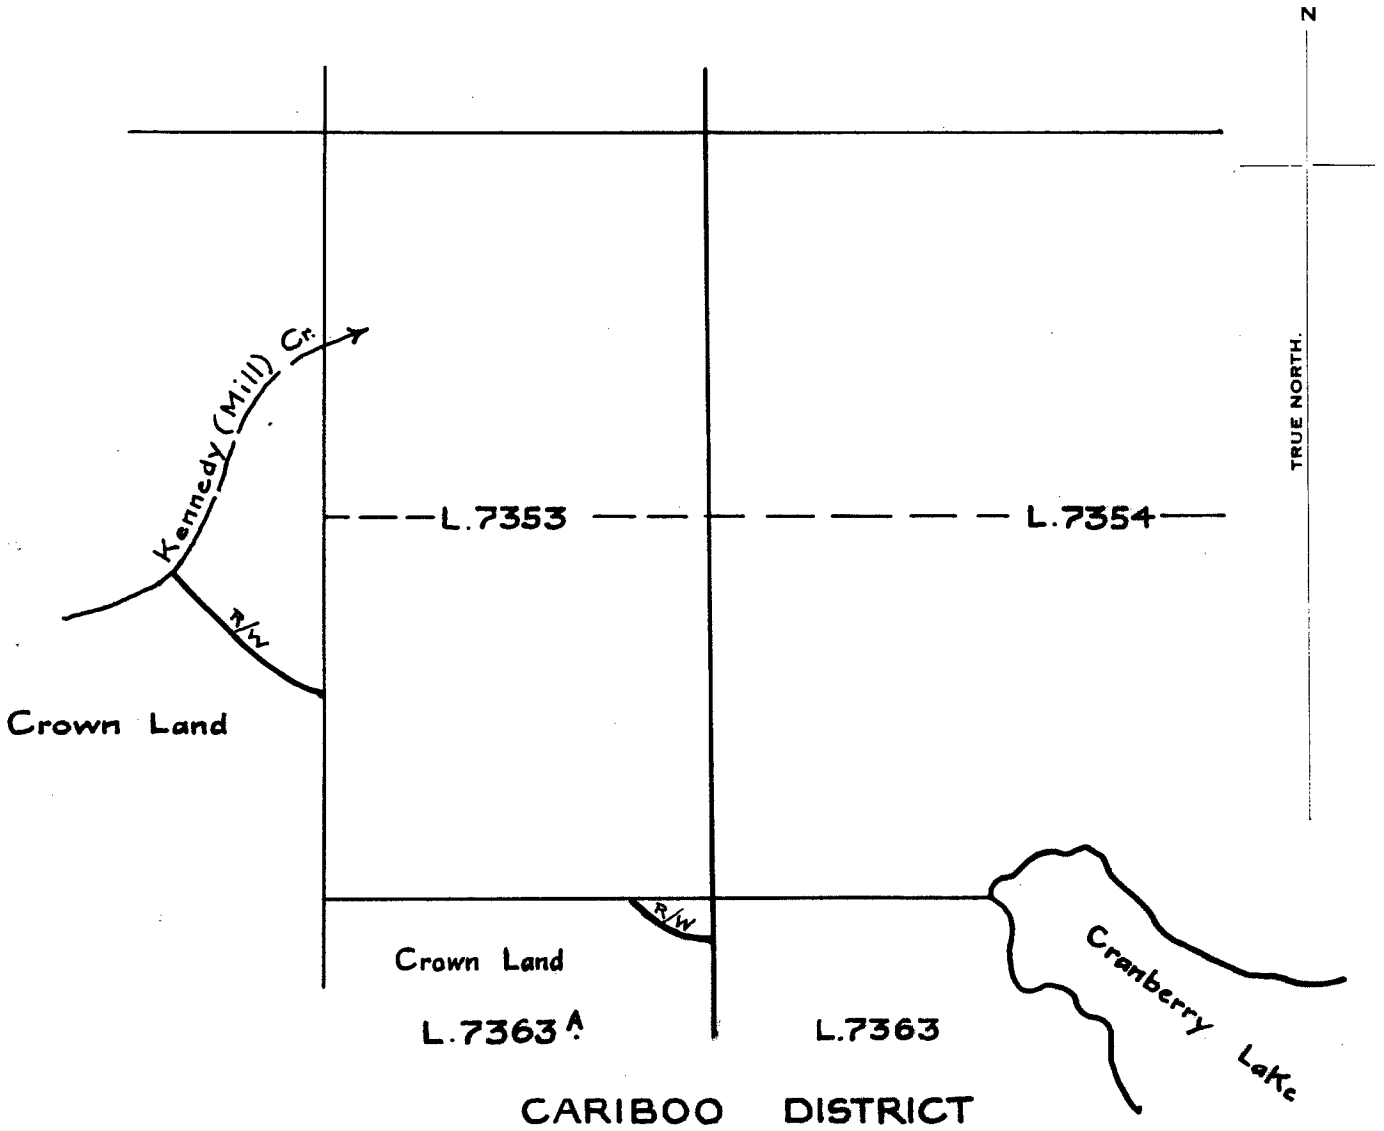 N
TRUE NORTH.
Kennedy (Mill) Cr.
L.7353
L.7354
R/W
Crown Land
R/W
Crown Land
Cranberry Lake
L.7363A
L.7363
CARIBOO DISTRICT